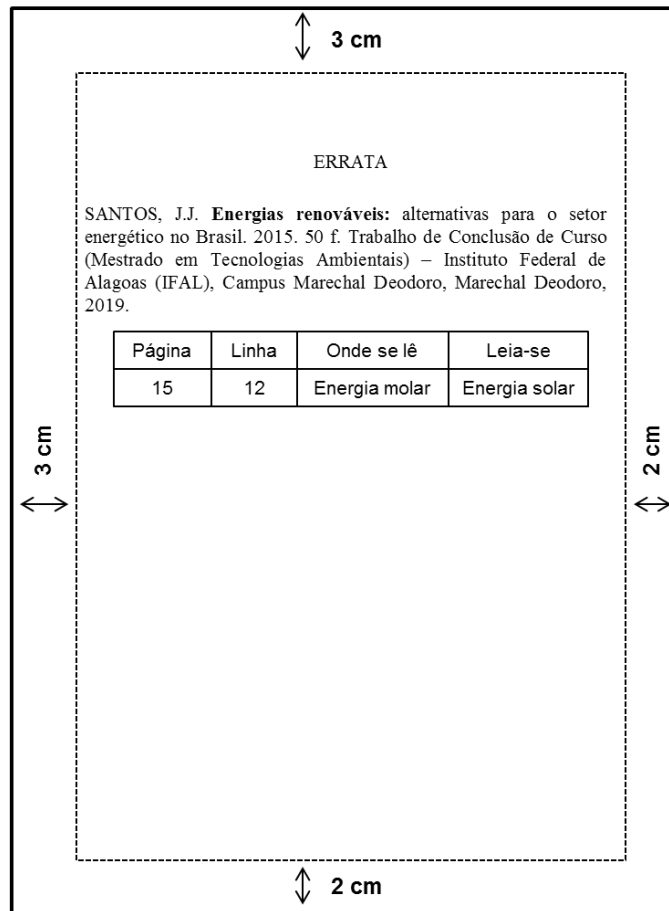 3 cm
ERRATA
SANTOS, J.J. Energias renováveis: alternativas para o setor
energético no Brasil. 2015. 50 f. Trabalho de Conclusão de Curso
(Mestrado em Tecnologias Ambientais) – Instituto Federal de
Alagoas (IFAL), Campus Marechal Deodoro, Marechal Deodoro,
2019.
Página Linha Onde se lê Leia-se
15 12 Energia molar Energia solar
3 cm
2 cm
2 cm